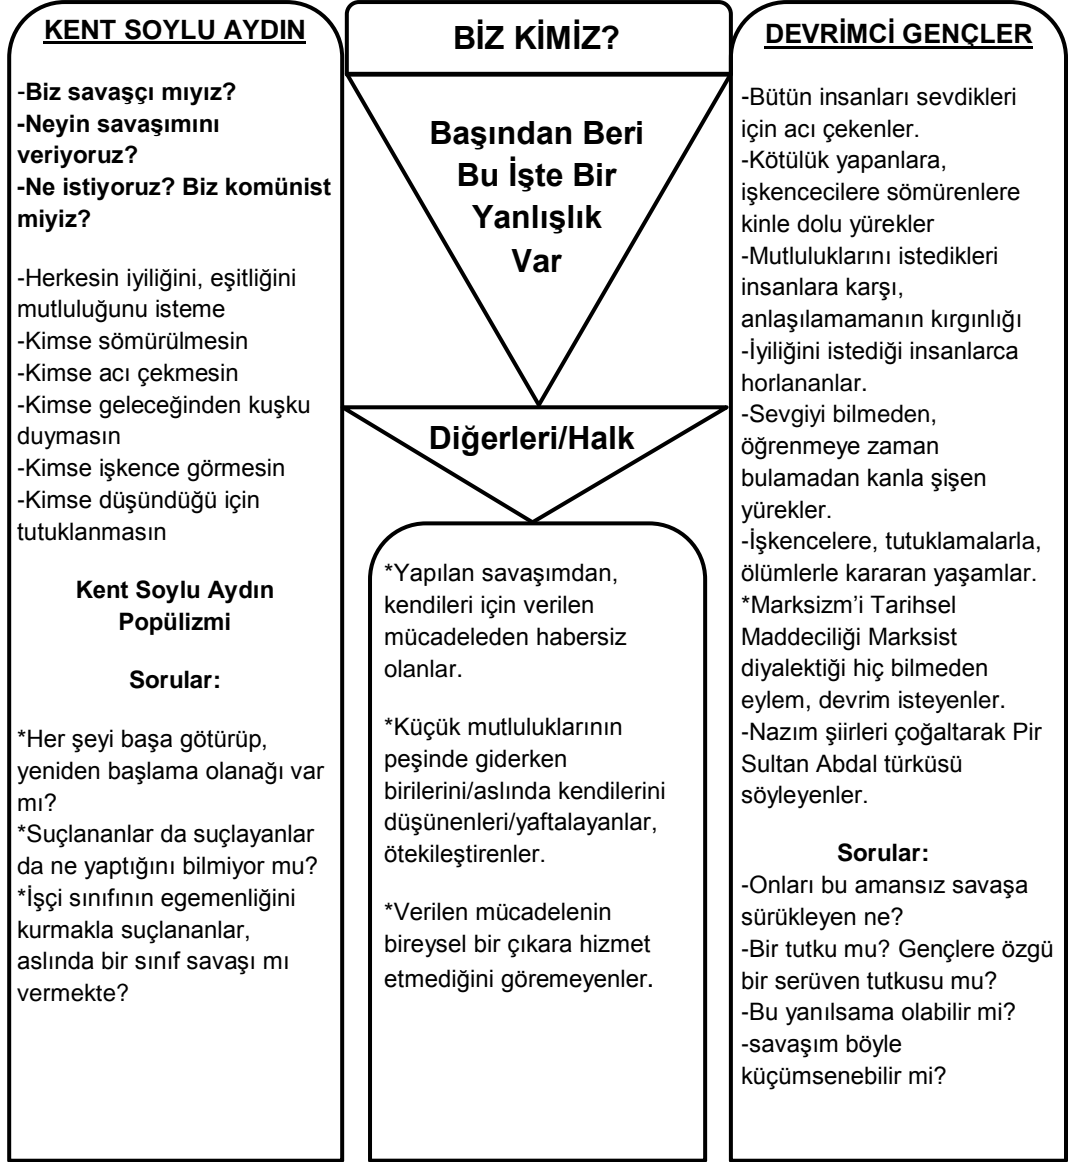 KENT SOYLU AYDIN
-Biz savaşçı mıyız?
-Neyin savaşımını
veriyoruz?
-Ne istiyoruz? Biz komünist
miyiz?
-Herkesin iyiliğini, eşitliğini
mutluluğunu isteme
-Kimse sömürülmesin
-Kimse acı çekmesin
-Kimse geleceğinden kuşku
duymasın
-Kimse işkence görmesin
-Kimse düşündüğü için
tutuklanmasın
Kent Soylu Aydın
Popülizmi
Sorular:
*Her şeyi başa götürüp,
yeniden başlama olanağı var
mı?
*Suçlananlar da suçlayanlar
da ne yaptığını bilmiyor mu?
*İşçi sınıfının egemenliğini
kurmakla suçlananlar,
aslında bir sınıf savaşı mı
vermekte?
BİZ KİMİZ?
Başından Beri
Bu İşte Bir
Yanlışlık
Var
Diğerleri/Halk
*Yapılan savaşımdan,
kendileri için verilen
mücadeleden habersiz
olanlar.
*Küçük mutluluklarının
peşinde giderken
birilerini/aslında kendilerini
düşünenleri/yaftalayanlar,
ötekileştirenler.
*Verilen mücadelenin
bireysel bir çıkara hizmet
etmediğini göremeyenler.
DEVRİMCİ GENÇLER
-Bütün insanları sevdikleri
için acı çekenler.
-Kötülük yapanlara,
işkencecilere sömürenlere
kinle dolu yürekler
-Mutluluklarını istedikleri
insanlara karşı,
anlaşılamamanın kırgınlığı
-İyiliğini istediği insanlarca
horlananlar.
-Sevgiyi bilmeden,
öğrenmeye zaman
bulamadan kanla şişen
yürekler.
-İşkencelere, tutuklamalarla,
ölümlerle kararan yaşamlar.
*Marksizm’i Tarihsel
Maddeciliği Marksist
diyalektiği hiç bilmeden
eylem, devrim isteyenler.
-Nazım şiirleri çoğaltarak Pir
Sultan Abdal türküsü
söyleyenler.
Sorular:
-Onları bu amansız savaşa
sürükleyen ne?
-Bir tutku mu? Gençlere özgü
bir serüven tutkusu mu?
-Bu yanılsama olabilir mi?
-savaşım böyle
küçümsenebilir mi?